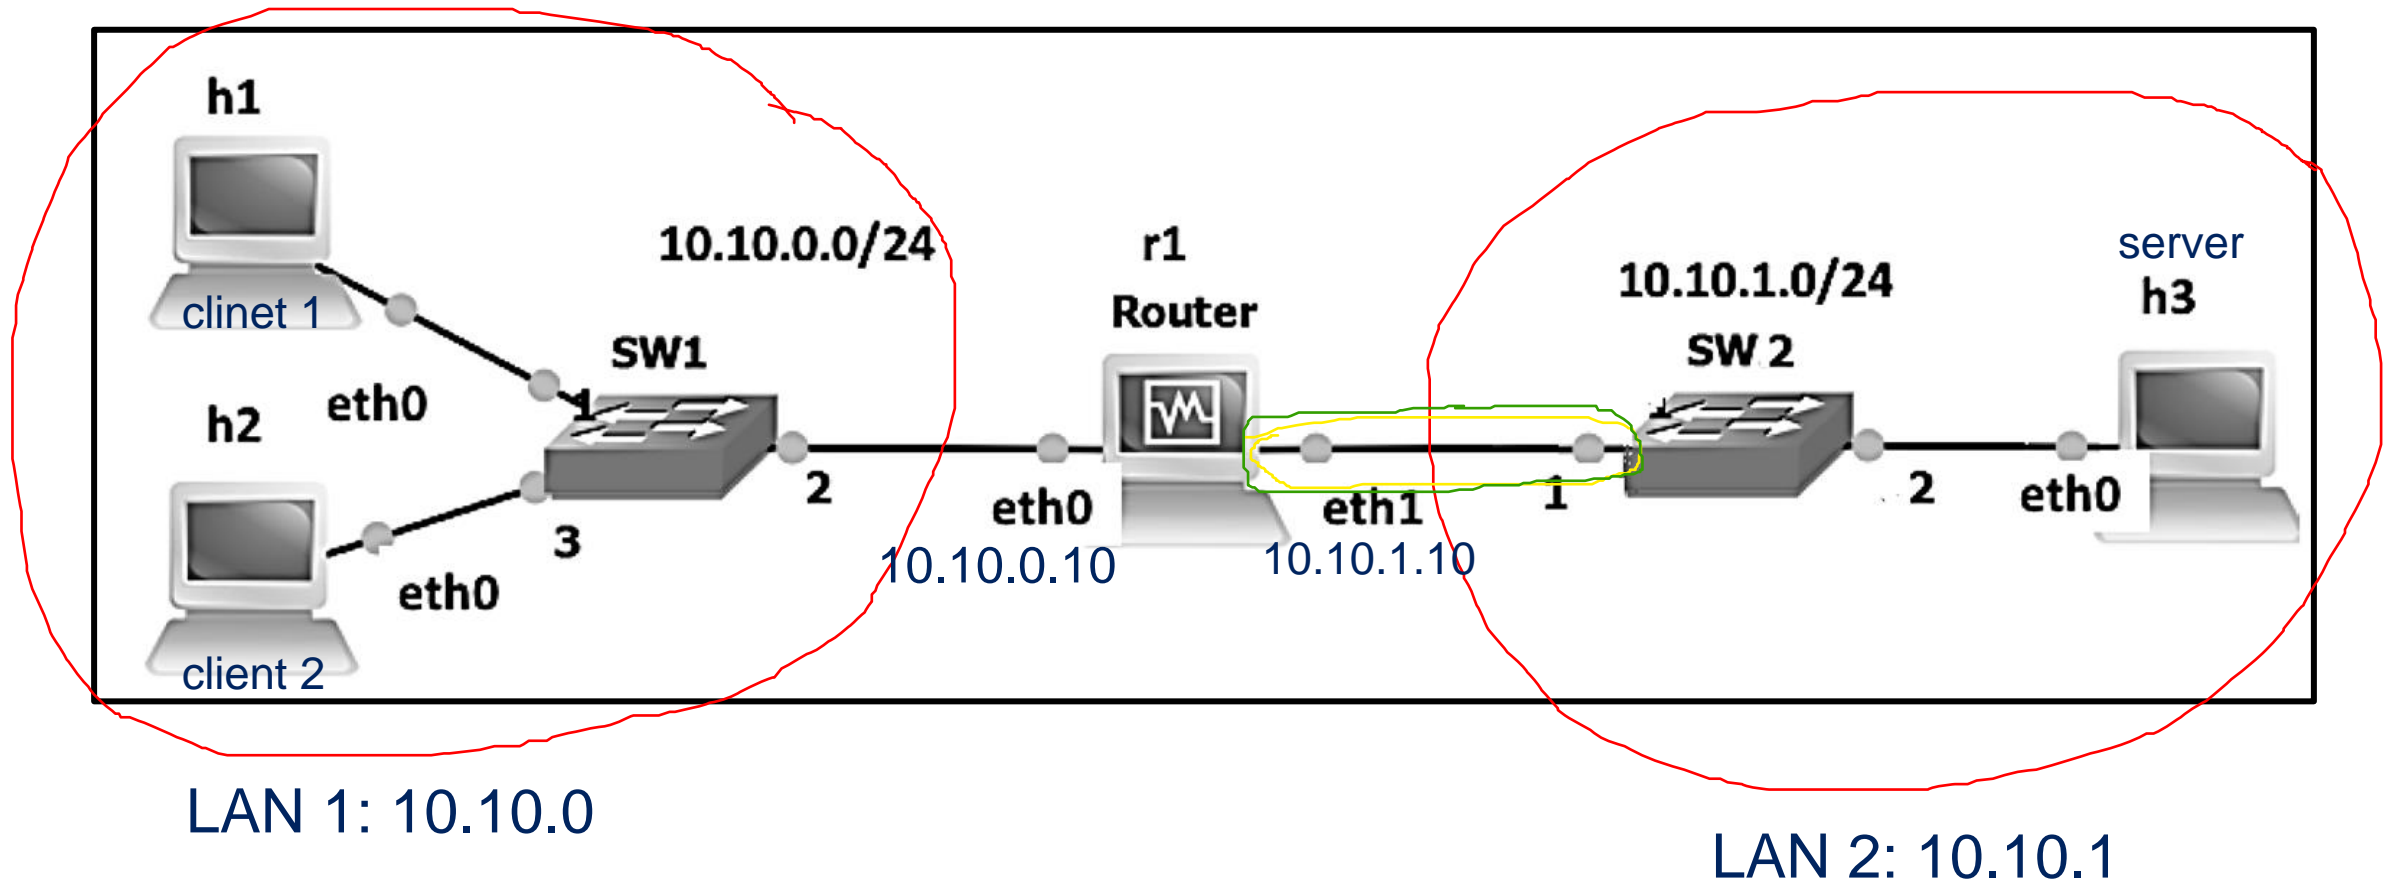 h1
clinet 1
eth0
h2
eth0
client 2
10.10.0.0/24
SW1
1
2
3
r1
Router
eth0
10.10.0.10
eth1
10.10.1.10
10.10.1.0/24
SW 2
1
2
server
h3
eth0
LAN 1: 10.10.0
LAN 2: 10.10.1